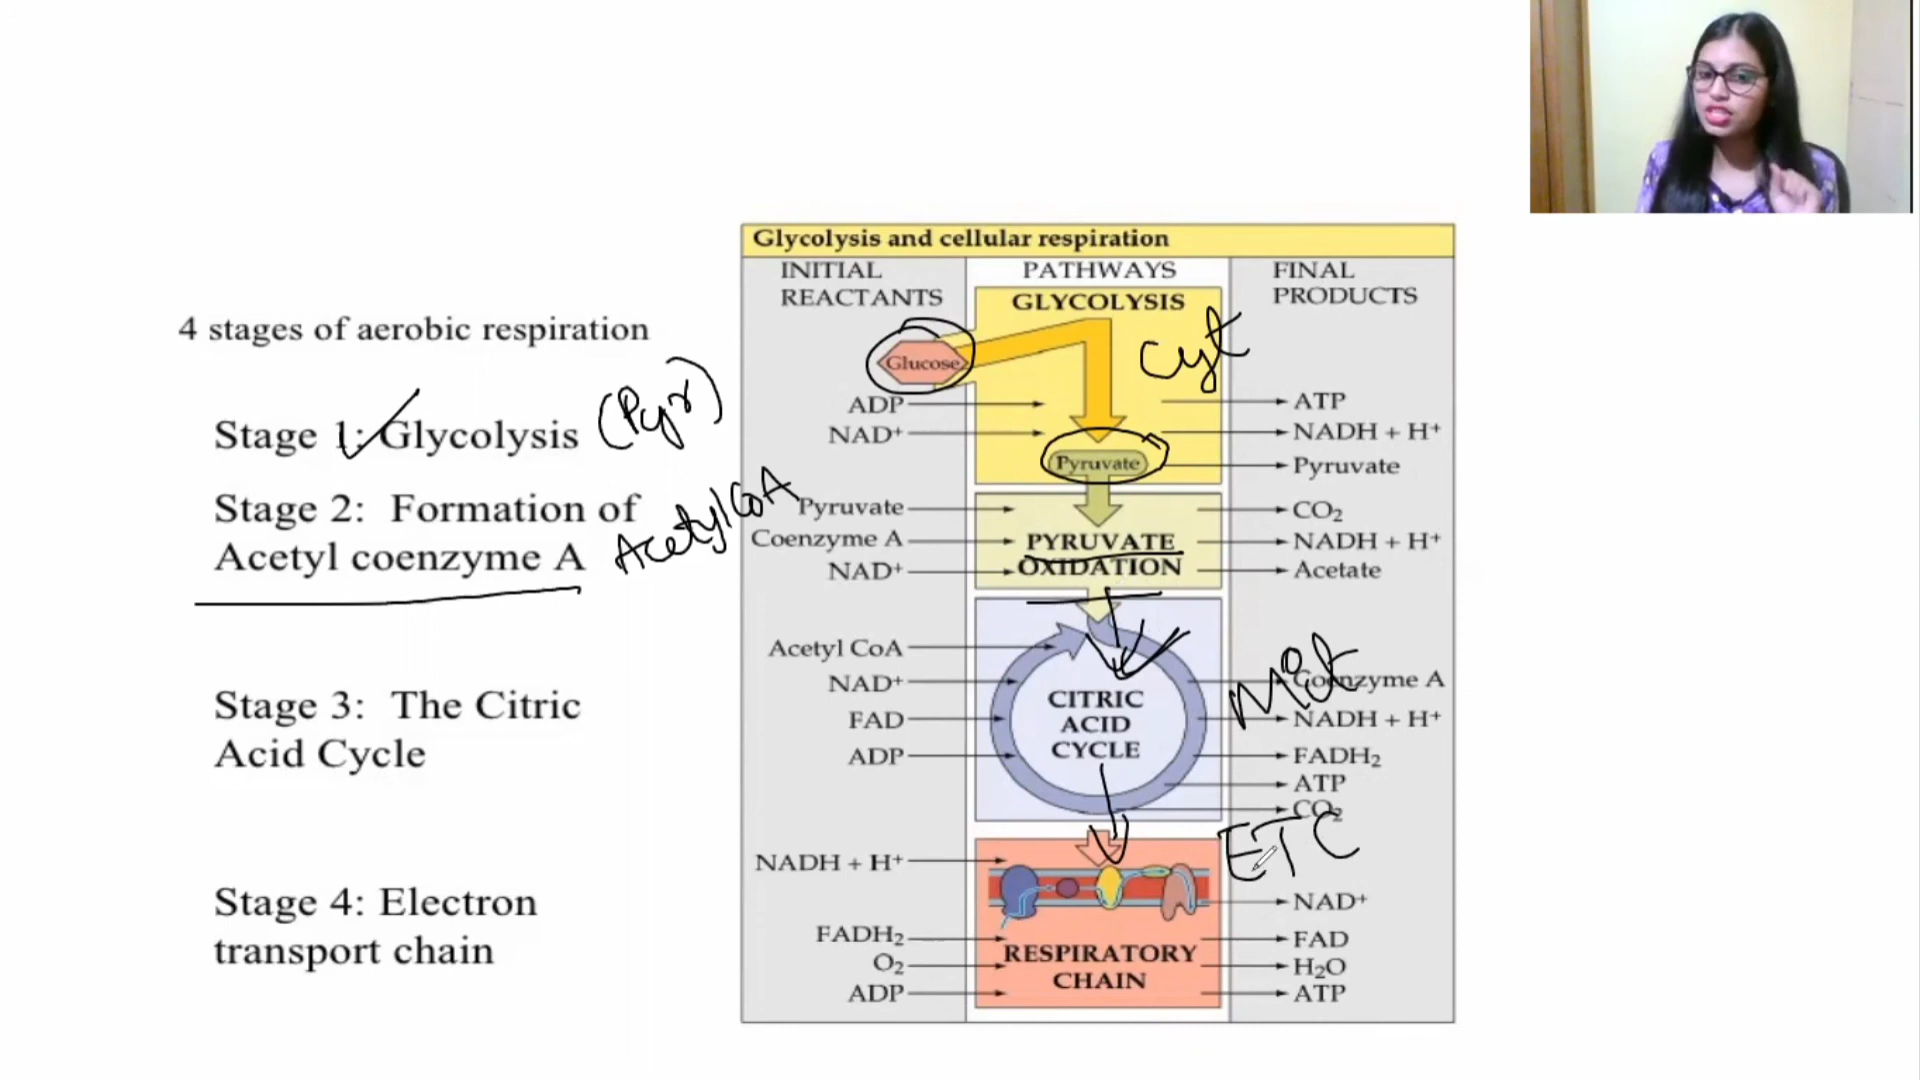 4 stages of aerobic respiration
Stage 1: Glycolysis (Pyr)
Stage 2: Formation of
Acetyl coenzyme A
Acetyl CoA
Stage 3: The Citric
Acid Cycle
Stage 4: Electron
transport chain
Glycolysis and cellular respiration
INITIAL
REACTANTS
PATHWAYS
FINAL
PRODUCTS
GLYCOLYSIS
Cyt
Glucose
ADP
NAD+
Pyruvate
ATP
NADH + H+
Pyruvate
Pyruvate
Coenzyme A
NAD+
PYRUVATE
OXIDATION
CO2
NADH + H+
Acetate
Acetyl CoA
NAD+
FAD
ADP
CITRIC
ACID
CYCLE
Mit
Coenzyme A
NADH + H+
FADH2
ATP
CO2
ETC
NADH + H+
FADH2
O2
ADP
RESPIRATORY
CHAIN
NAD+
FAD
H2O
ATP